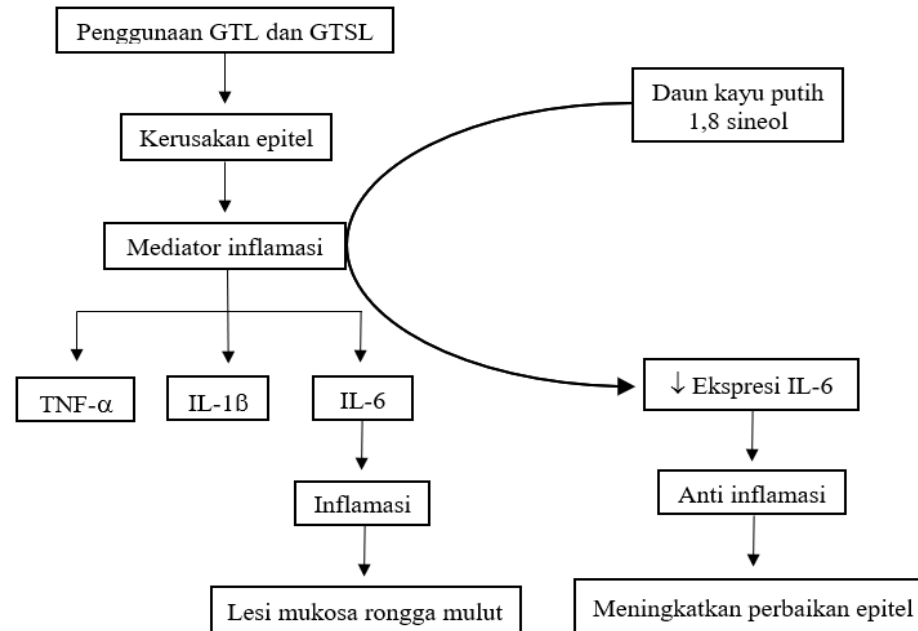 Penggunaan GTL dan GTSL
Daun kayu putih
1,8 sineol
Kerusakan epitel
Mediator inflamasi
TNF-α
IL-1ß
IL-6
↓ Ekspresi IL-6
Inflamasi
Anti inflamasi
Lesi mukosa rongga mulut
Meningkatkan perbaikan epitel